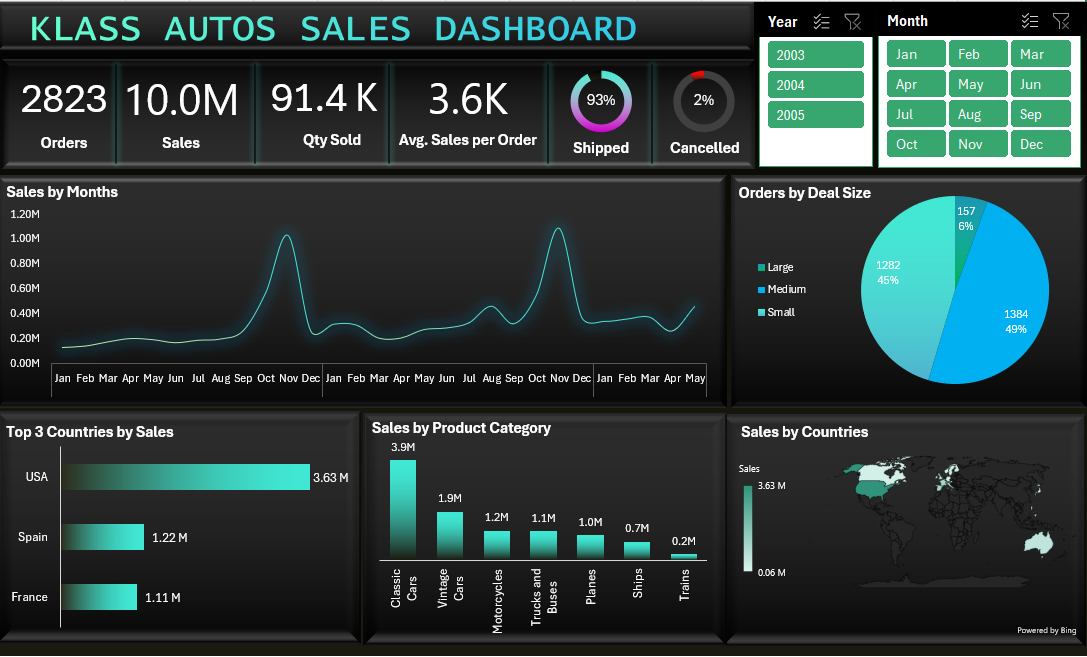 KLASS AUTOS SALES DASHBOARD
Year
2003
2004
2005
Month
Jan Feb Mar
Apr May Jun
Jul Aug Sep
Oct Nov Dec
2823
Orders
10.0M
Sales
91.4 K
Qty Sold
3.6K
Avg. Sales per Order
93%
Shipped
2%
Cancelled
Sales by Months
1.20M
1.00M
0.80M
0.60M
0.40M
0.20M
0.00M
Jan Feb Mar Apr May Jun Jul Aug Sep Oct Nov Dec Jan Feb Mar Apr May Jun Jul Aug Sep Oct Nov Dec Jan Feb Mar Apr May
Orders by Deal Size
Large
Medium
Small
157
6%
1282
45%
1384
49%
Top 3 Countries by Sales
USA 3.63 M
Spain 1.22 M
France 1.11 M
Sales by Product Category
3.9M
1.9M
1.2M
1.1M
1.0M
0.7M
0.2M
Classic
Cars
Vintage
Cars
Motorcycles
Trucks and
Buses
Planes
Ships
Trains
Sales by Countries
Sales
3.63 M
0.06 M
Powered by Bing